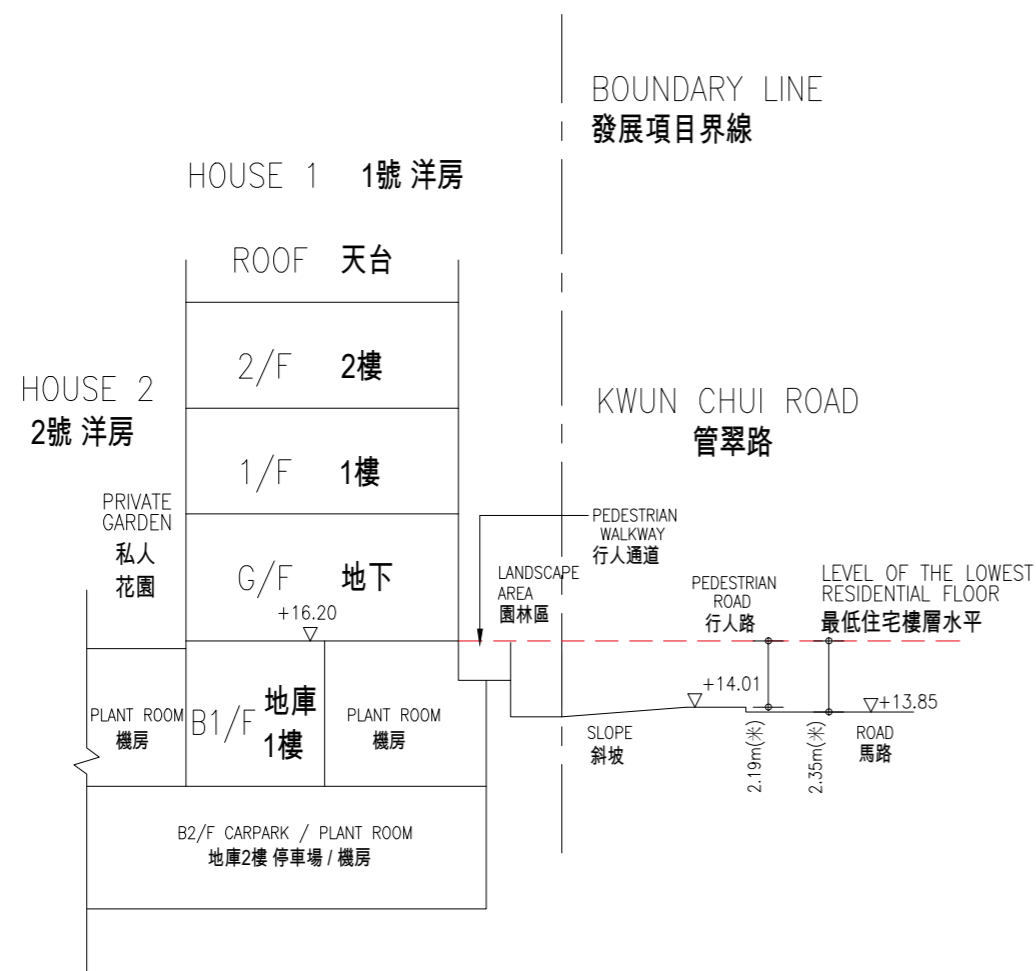 BOUNDARY LINE
發展項目界線
HOUSE 1 1號 洋房
ROOF 天台
2/F 2樓
HOUSE 2
2號 洋房
KWUN CHUI ROAD
管翠路
1/F 1樓
PRIVATE
GARDEN
私人
花園
PEDESTRIAN
WALKWAY
行人通道
G/F 地下
LANDSCAPE
AREA
園林區
PEDESTRIAN
ROAD
行人路
LEVEL OF THE LOWEST
RESIDENTIAL FLOOR
最低住宅樓層水平
+16.20
+14.01
+13.85
PLANT ROOM
機房
B1/F 地庫
1樓
PLANT ROOM
機房
SLOPE
斜坡
2.19m(米)
2.35m(米)
ROAD
馬路
B2/F CARPARK / PLANT ROOM
地庫2樓 停車場 / 機房